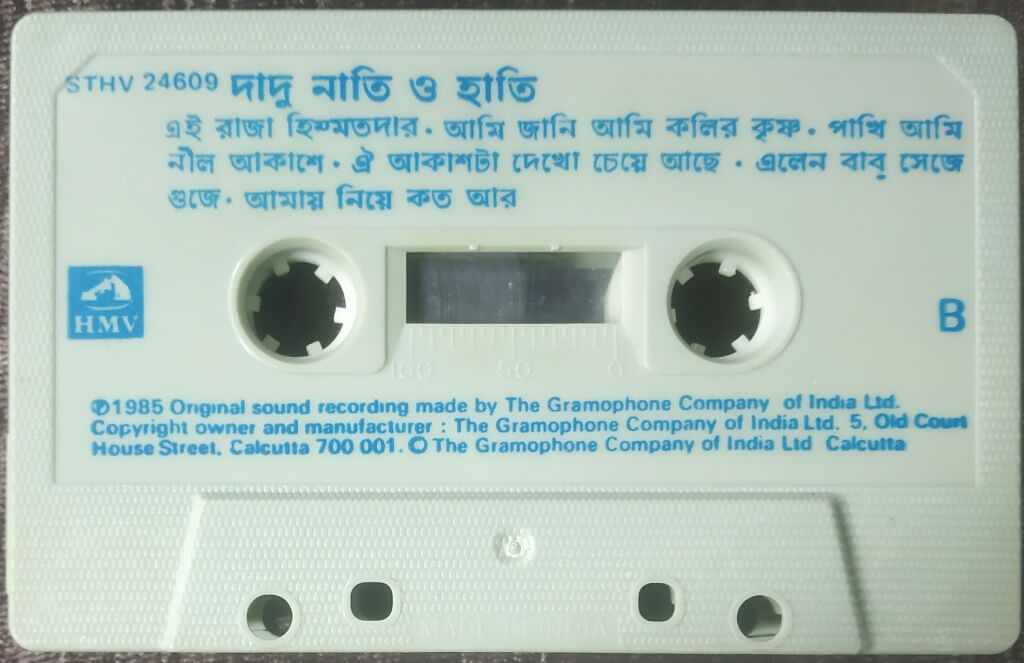 STHV 24609 দাদু নাতি ও হাতি
এই রাজা হিম্মতদার · আমি জানি আমি কলির কৃষ্ণ · পাখি আমি
নীল আকাশে · ঐ আকাশটা দেখো চেয়ে আছে · এলেন বাবু সেজে
গুজে · আমায় নিয়ে কত আর
HMV
B
100 50 0
℗1985 Original sound recording made by The Gramophone Company of India Ltd.
Copyright owner and manufacturer : The Gramophone Company of India Ltd. 5, Old Court
House Street, Calcutta 700 001. © The Gramophone Company of India Ltd Calcutta
MADE IN INDIA